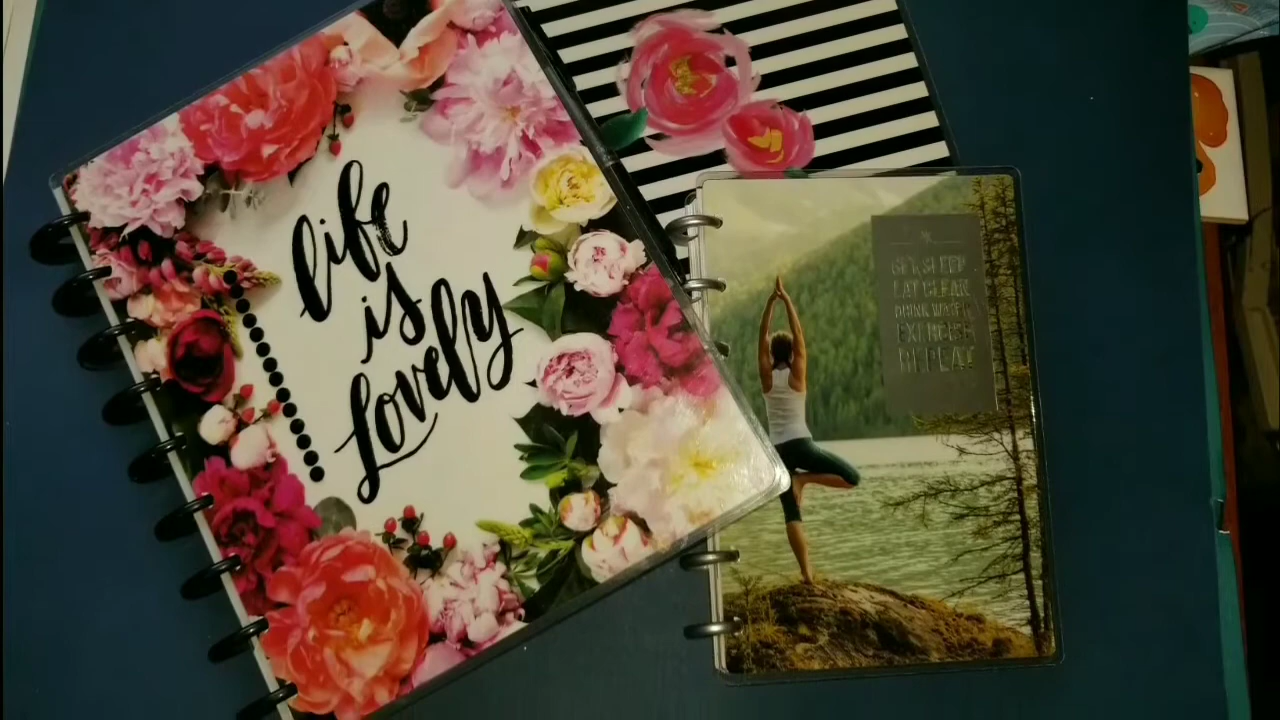 life
is
lovely
GET SLEEP
EAT CLEAN
DRINK WATER
EXERCISE
REPEAT